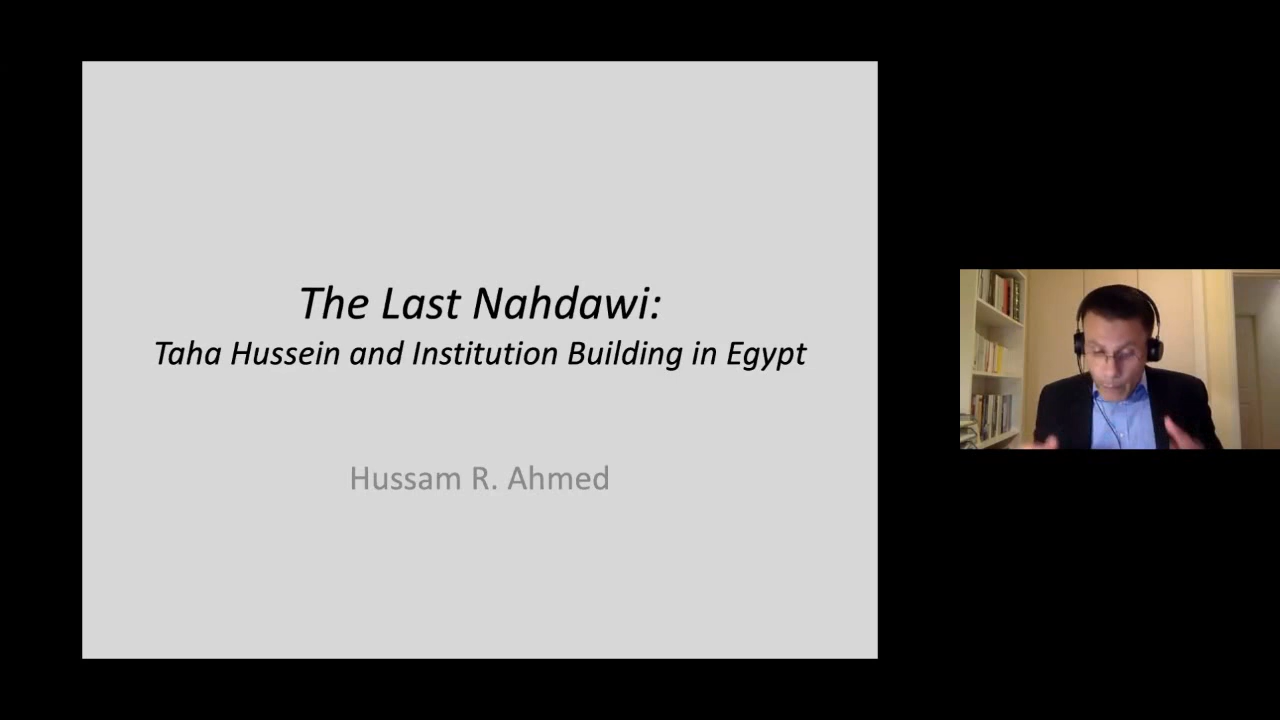 The Last Nahdawi:
Taha Hussein and Institution Building in Egypt
Hussam R. Ahmed